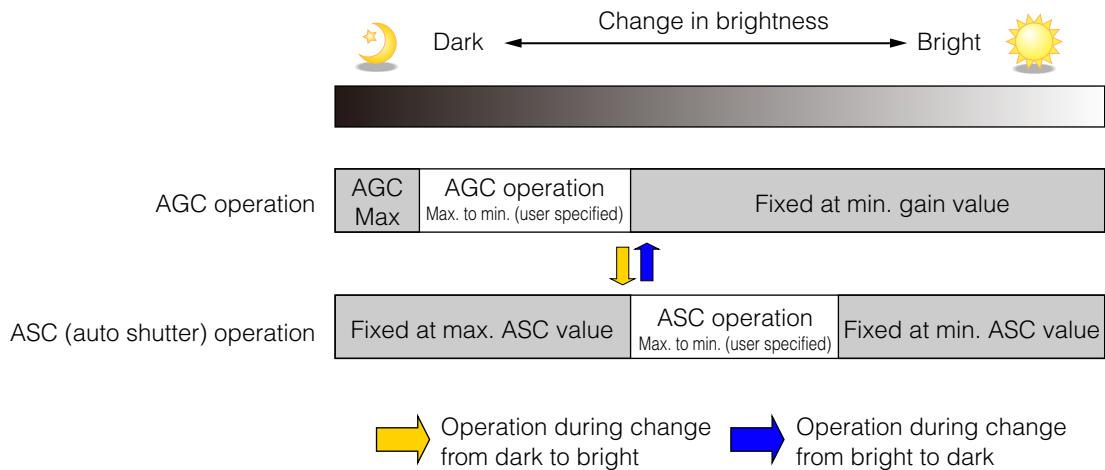 Change in brightness
Dark
Bright
AGC operation
AGC
Max
AGC operation
Max. to min. (user specified)
Fixed at min. gain value
ASC (auto shutter) operation
Fixed at max. ASC value
ASC operation
Max. to min. (user specified)
Fixed at min. ASC value
Operation during change
from dark to bright
Operation during change
from bright to dark